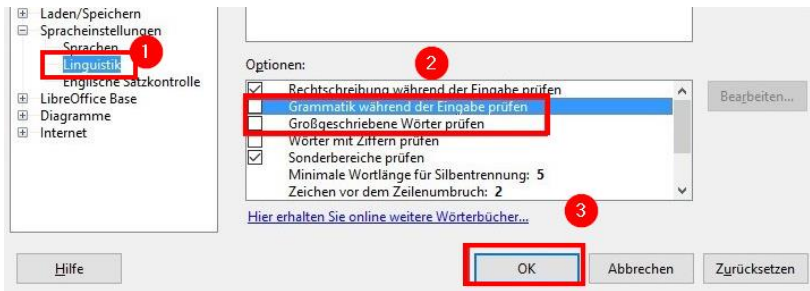 Laden/Speichern
Spracheinstellungen
Sprachen
1
Linguistik
Englische Satzkontrolle
LibreOffice Base
Diagramme
Internet
Optionen:
2
Rechtschreibung während der Eingabe prüfen
Grammatik während der Eingabe prüfen
Großgeschriebene Wörter prüfen
Wörter mit Ziffern prüfen
Sonderbereiche prüfen
Minimale Wortlänge für Silbentrennung: 5
Zeichen vor dem Zeilenumbruch: 2
Bearbeiten...
Hier erhalten Sie online weitere Wörterbücher...
3
Hilfe
OK
Abbrechen
Zurücksetzen